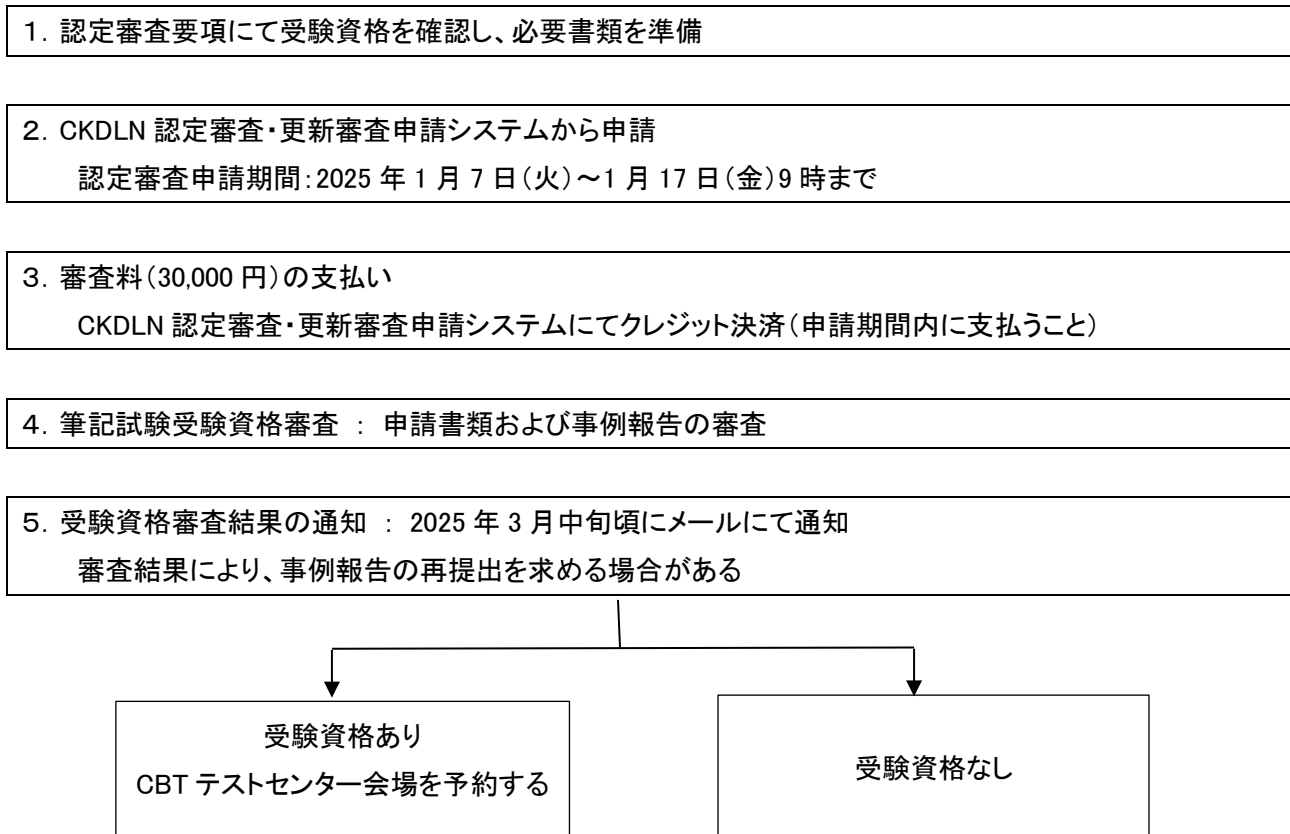 １．認定審査要項にて受験資格を確認し、必要書類を準備
２．CKDLN 認定審査・更新審査申請システムから申請
認定審査申請期間：2025 年 1 月 7 日（火）～1 月 17 日（金）9 時まで
３．審査料（30,000 円）の支払い
CKDLN 認定審査・更新審査申請システムにてクレジット決済（申請期間内に支払うこと）
４．筆記試験受験資格審査 ： 申請書類および事例報告の審査
５．受験資格審査結果の通知 ： 2025 年 3 月中旬頃にメールにて通知
審査結果により、事例報告の再提出を求める場合がある
受験資格あり
CBT テストセンター会場を予約する
受験資格なし